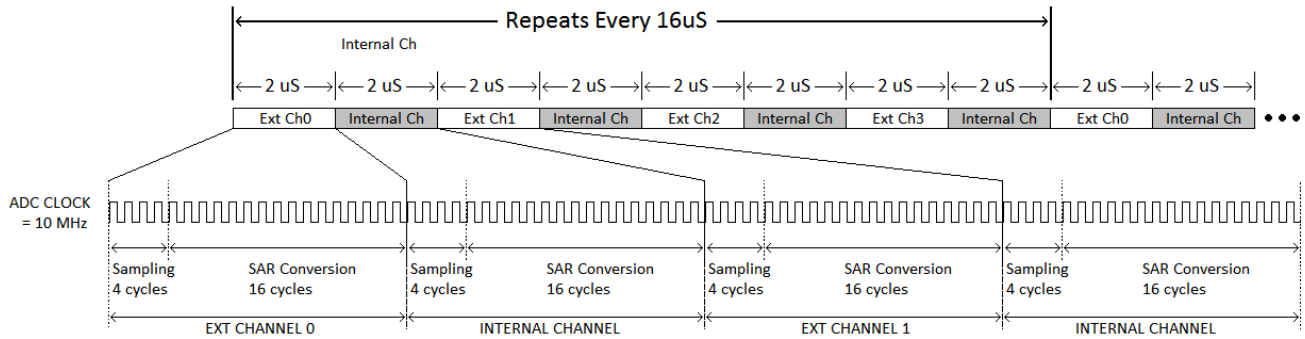 Repeats Every 16uS
Internal Ch
2 uS 2 uS 2 uS 2 uS 2 uS 2 uS 2 uS 2 uS 2 uS 2 uS
Ext Ch0 Internal Ch Ext Ch1 Internal Ch Ext Ch2 Internal Ch Ext Ch3 Internal Ch Ext Ch0 Internal Ch
ADC CLOCK
= 10 MHz
Sampling SAR Conversion Sampling SAR Conversion Sampling SAR Conversion Sampling SAR Conversion
4 cycles 16 cycles 4 cycles 16 cycles 4 cycles 16 cycles 4 cycles 16 cycles
EXT CHANNEL 0 INTERNAL CHANNEL EXT CHANNEL 1 INTERNAL CHANNEL